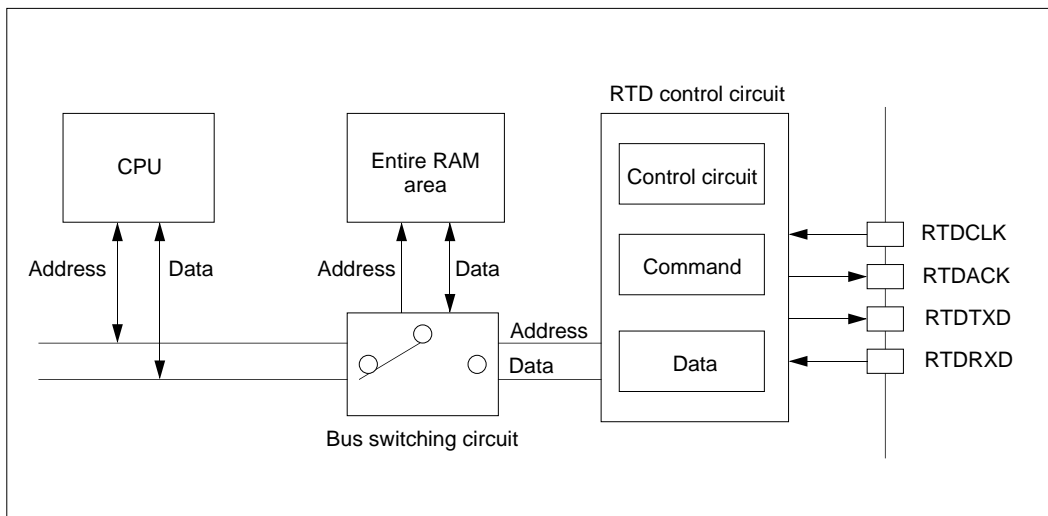 RTD control circuit
CPU
Entire RAM
area
Control circuit
RTDCLK
Address
Data
Address
Data
Command
RTDACK
RTDTXD
Address
Data
Data
RTDRXD
Bus switching circuit